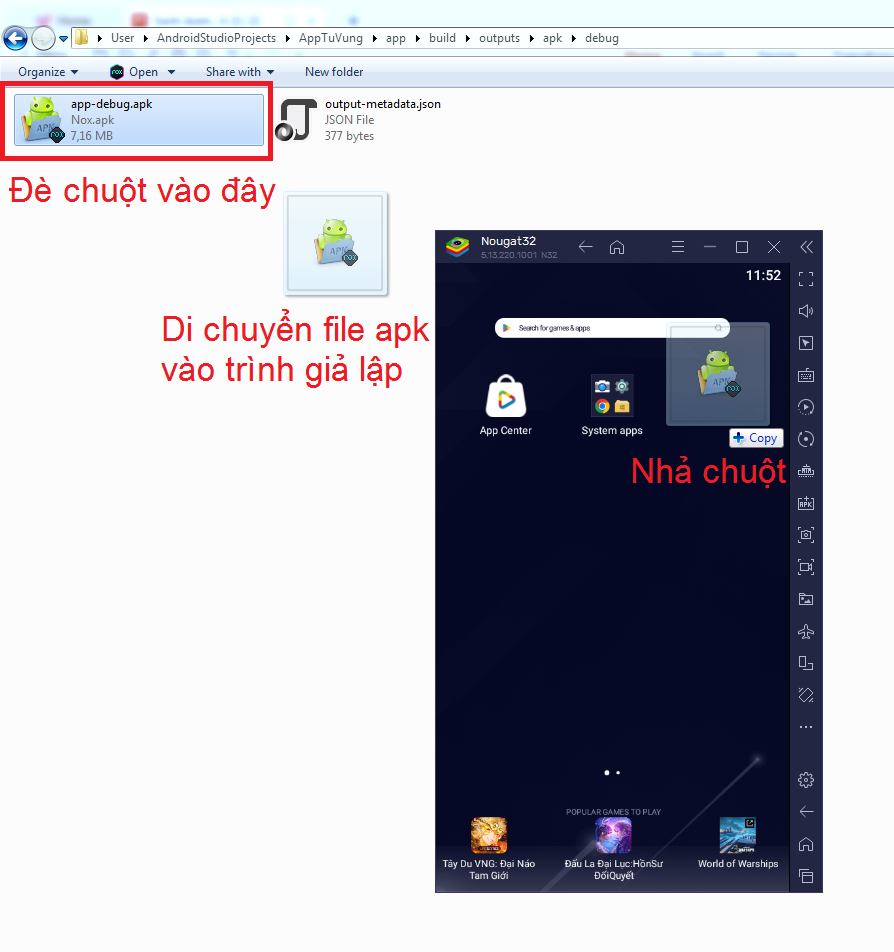 User AndroidStudioProjects AppTuVung app build outputs apk debug
Organize Open Share with New folder
app-debug.apk
Nox.apk
7,16 MB
output-metadata.json
JSON File
377 bytes
Đè chuột vào đây
Di chuyển file apk
vào trình giả lập
Nougat32
5.13.220.1001 N32
11:52
Search for games & apps
App Center
System apps
Copy
Nhả chuột
POPULAR GAMES TO PLAY
Tây Du VNG: Đại Náo
Tam Giới
Đấu La Đại Lục:HồnSư
ĐốiQuyết
World of Warships